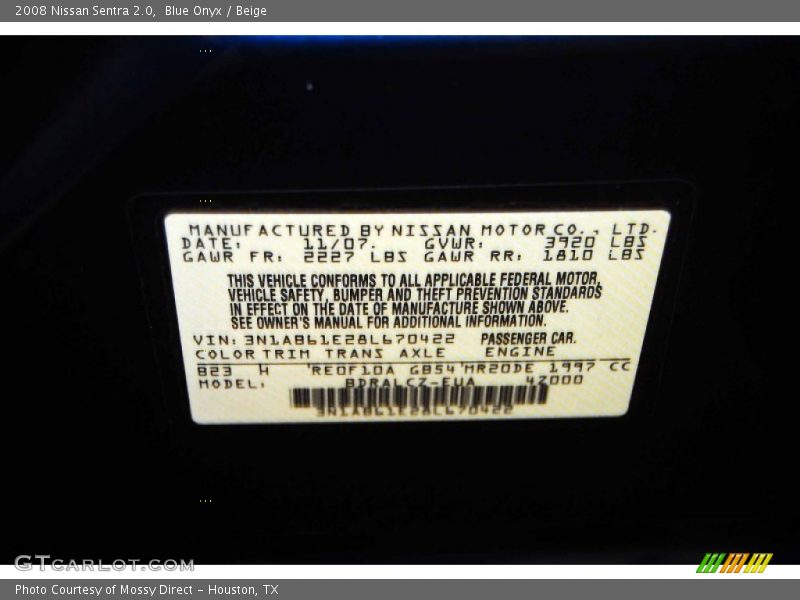 2008 Nissan Sentra 2.0,  Blue Onyx / Beige
MANUFACTURED BY NISSAN MOTOR CO., LTD.
DATE: 11/07. GVWR: 3920 LBS
GAWR FR: 2227 LBS GAWR RR: 1810 LBS
THIS VEHICLE CONFORMS TO ALL APPLICABLE FEDERAL MOTOR,
VEHICLE SAFETY, BUMPER AND THEFT PREVENTION STANDARDS
IN EFFECT ON THE DATE OF MANUFACTURE SHOWN ABOVE.
SEE OWNER'S MANUAL FOR ADDITIONAL INFORMATION.
VIN: 3N1AB61E28L670422 PASSENGER CAR.
COLOR TRIM TRANS AXLE ENGINE
B23 W RE0F10A GB54 MR20DE 1997 CC
MODEL: BDRALCZ-EUA 4Z000
3N1AB61E28L670422
GTcarlot.com
Photo Courtesy of Mossy Direct – Houston, TX